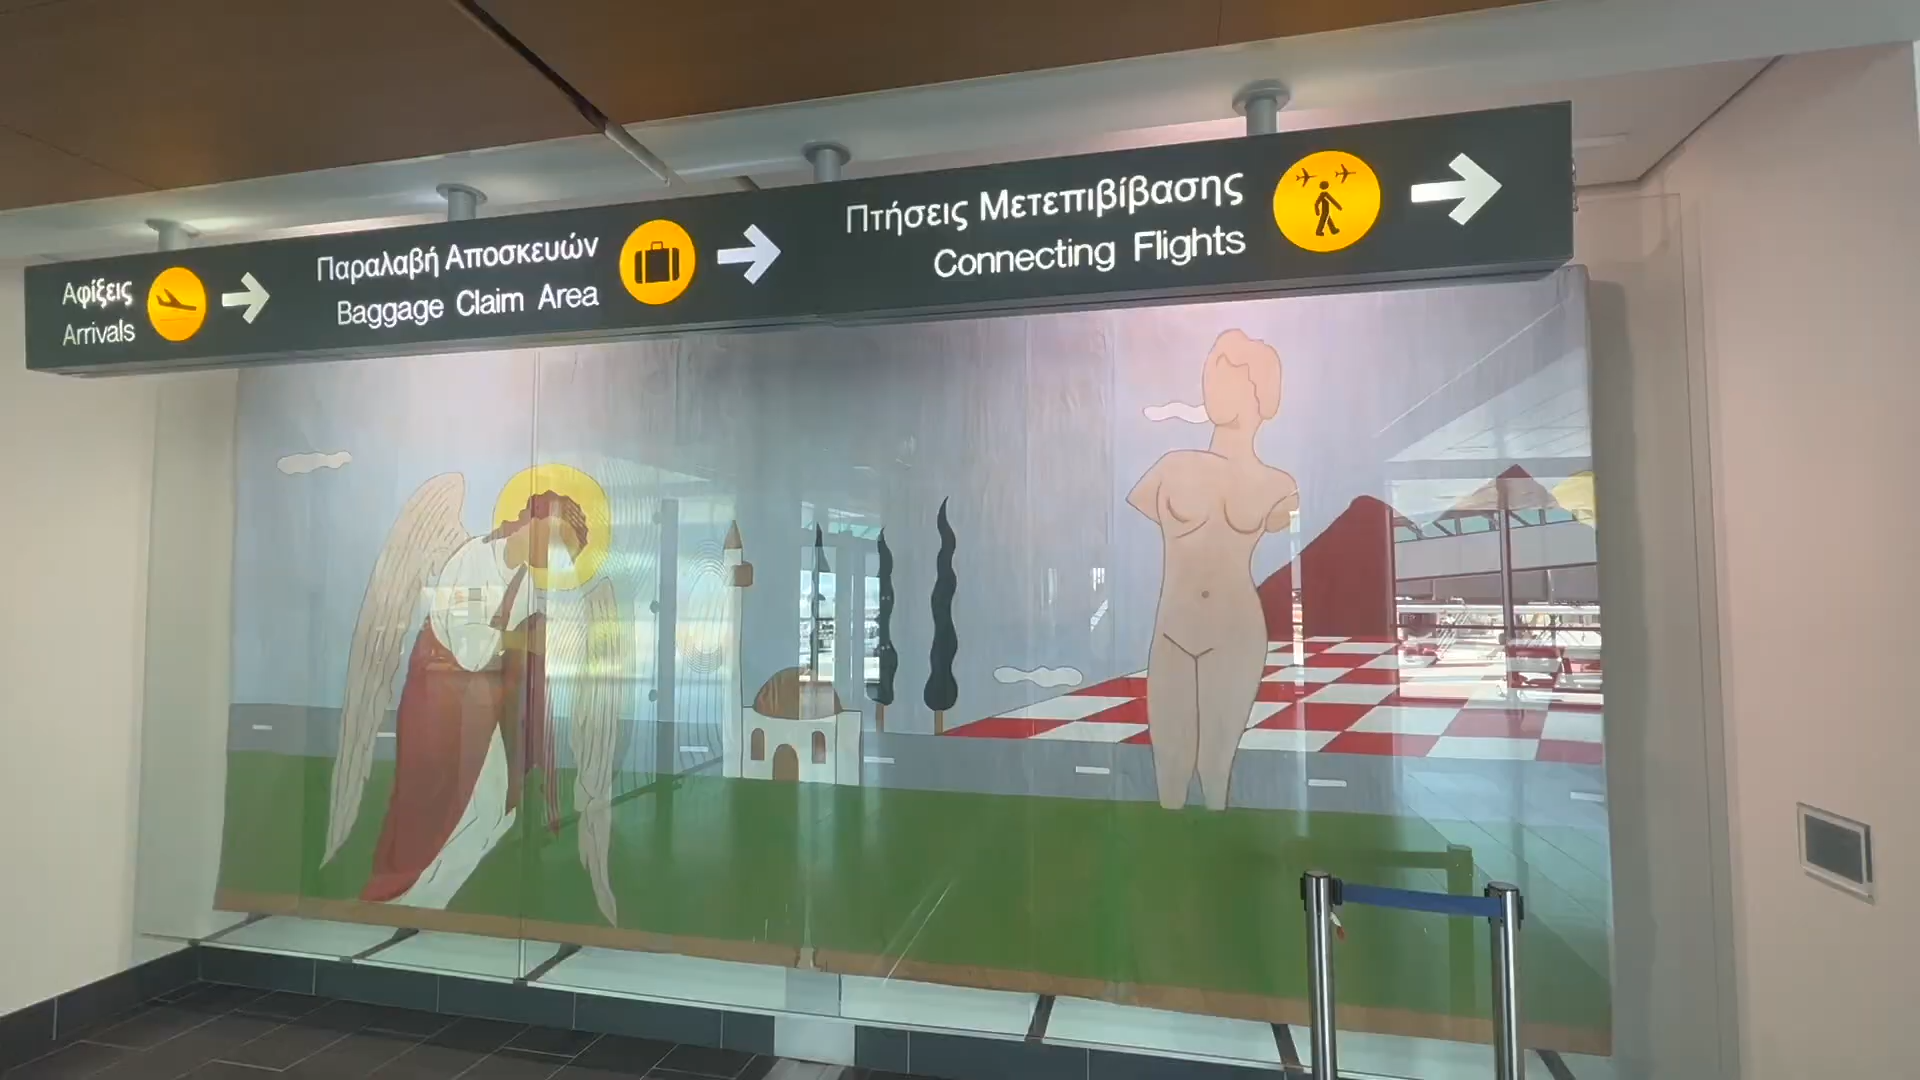 Αφίξεις
Arrivals
Παραλαβή Αποσκευών
Baggage Claim Area
Πτήσεις Μετεπιβίβασης
Connecting Flights